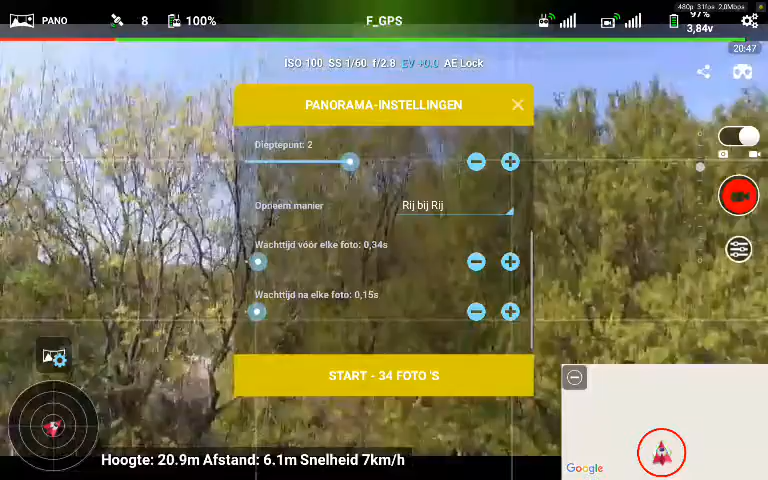 480p 31fps 2,0Mbps
PANO 8 100% F_GPS 97%
3,84v
20:47
ISO 100 SS 1/60 f/2.8 EV +0.0 AE Lock
PANORAMA-INSTELLINGEN
Dieptepunt: 2
Opneem manier Rij bij Rij
Wachttijd vóór elke foto: 0,34s
Wachttijd na elke foto: 0,15s
START - 34 FOTO 'S
Hoogte: 20.9m Afstand: 6.1m Snelheid 7km/h
Google